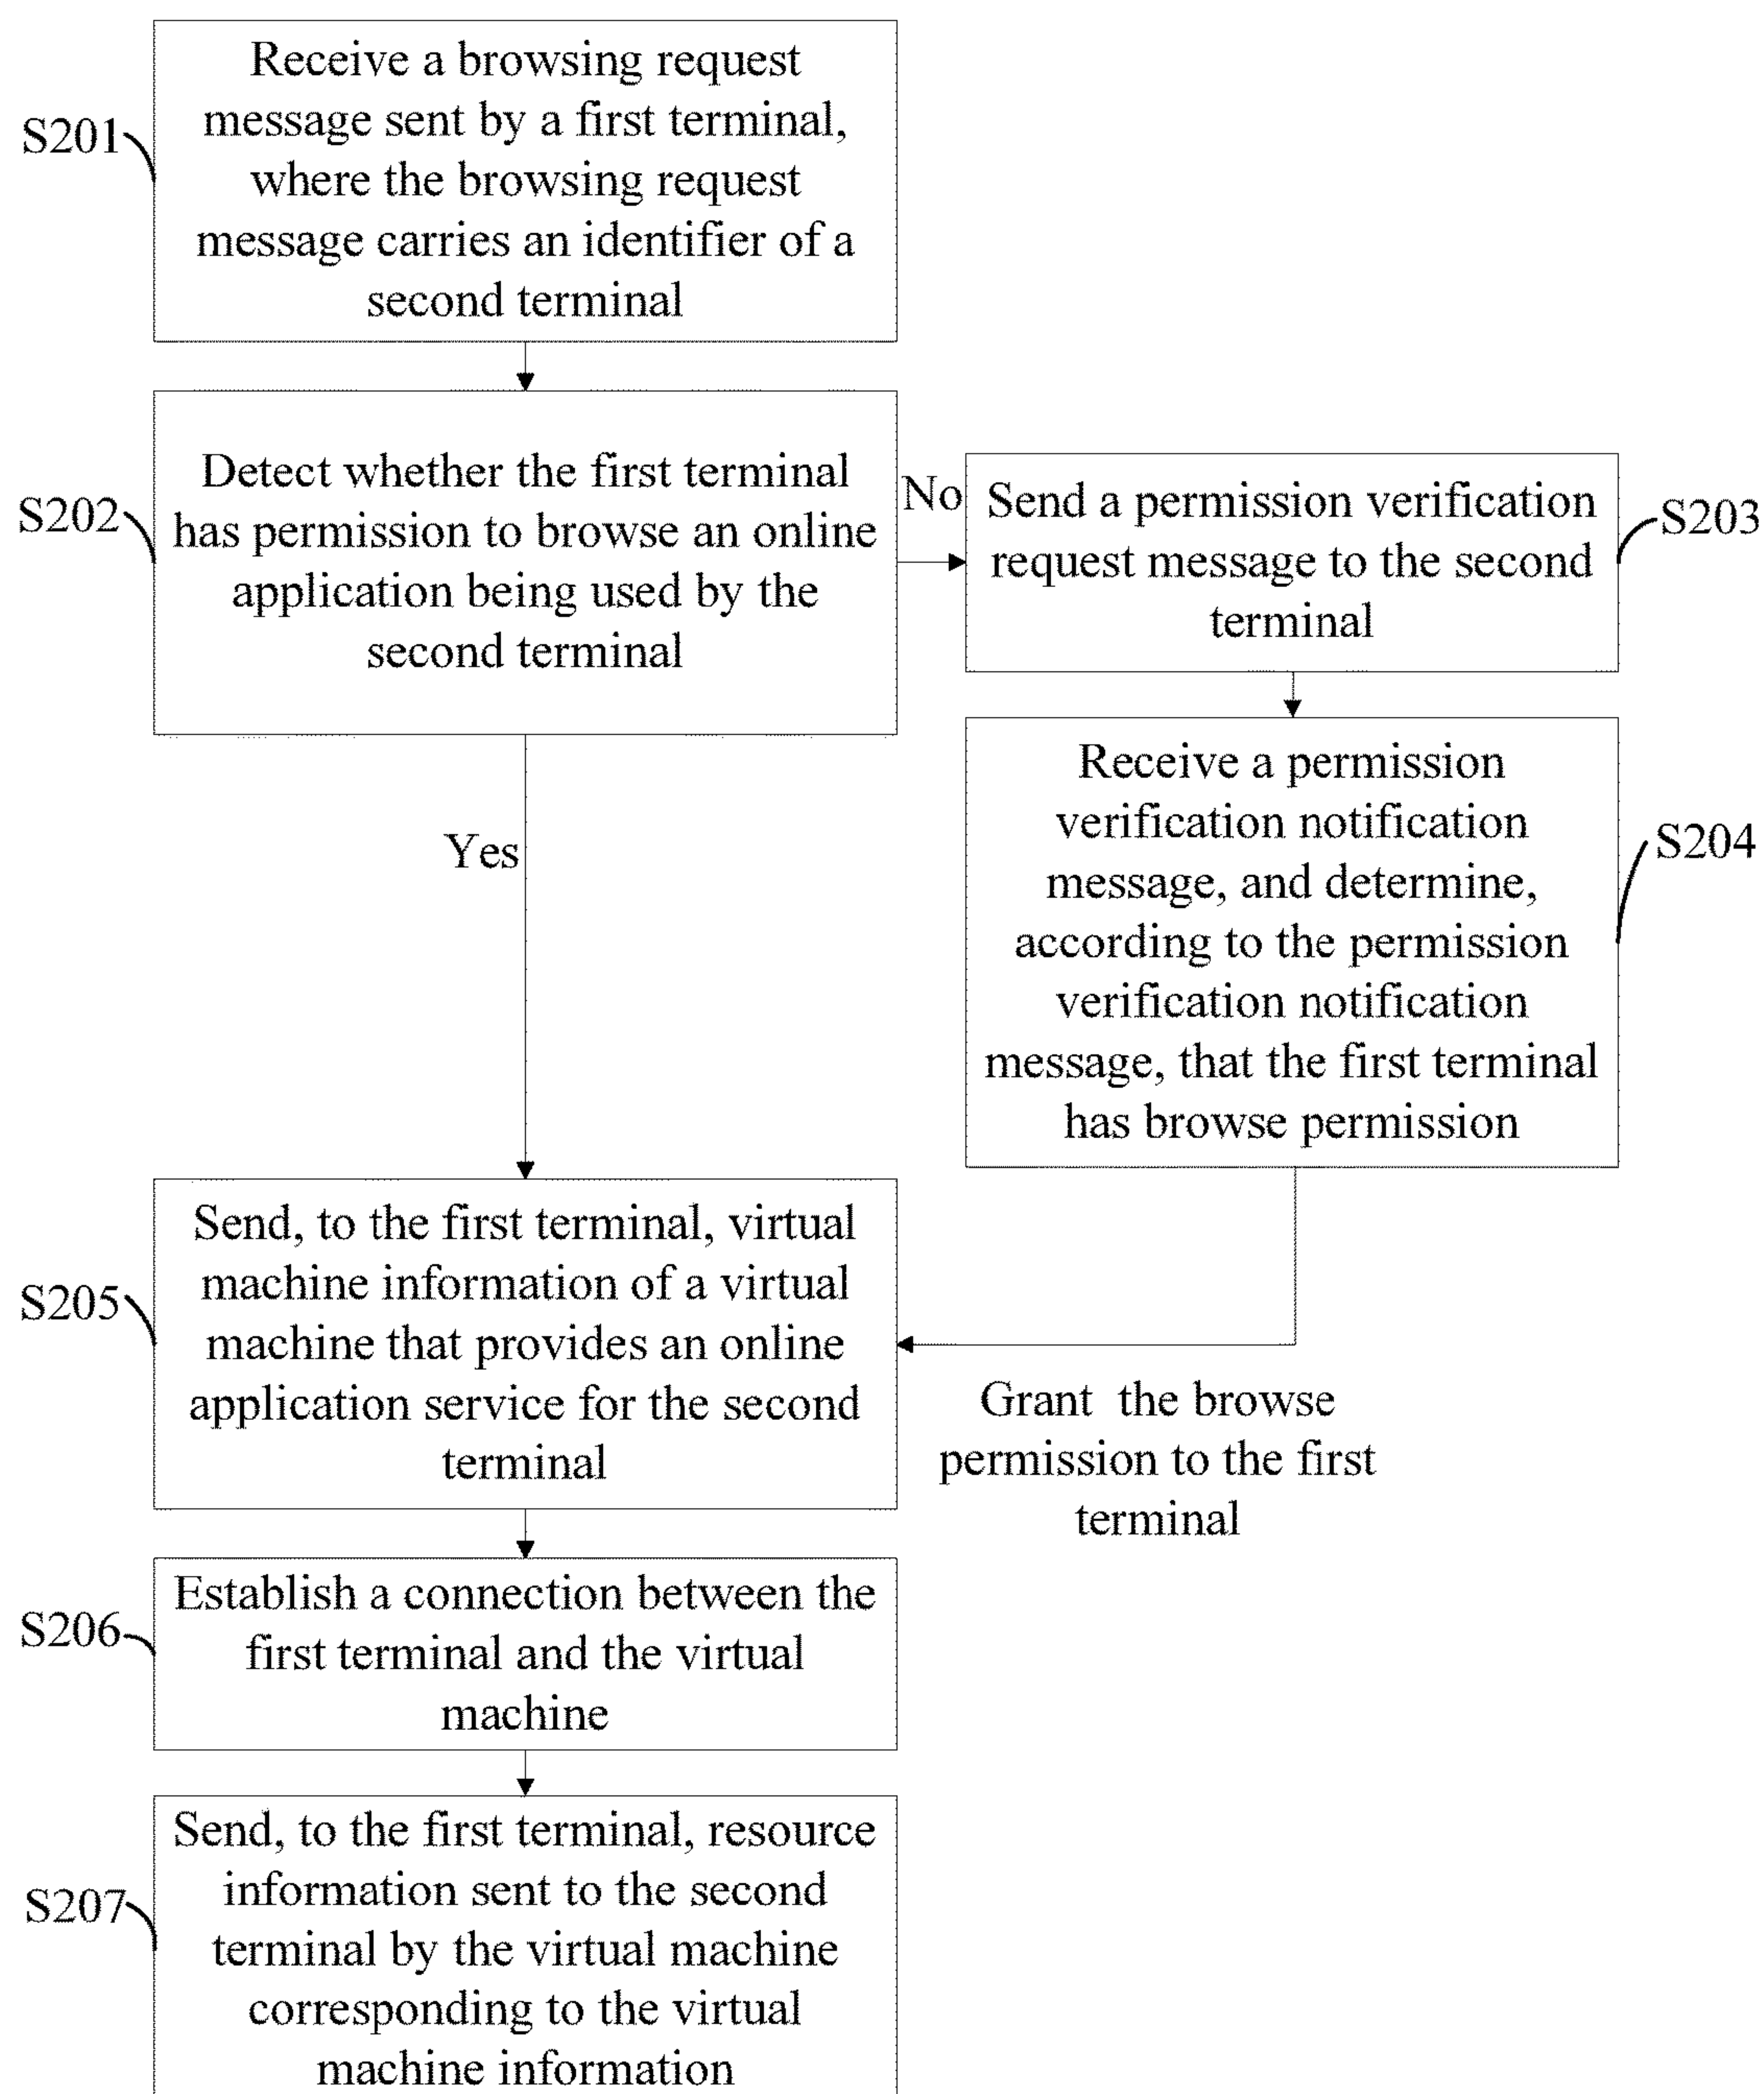 S201
Receive a browsing request
message sent by a first terminal,
where the browsing request
message carries an identifier of a
second terminal
S202
Detect whether the first terminal
has permission to browse an online
application being used by the
second terminal
No
Send a permission verification
request message to the second
terminal
S203
Receive a permission
verification notification
message, and determine,
according to the permission
verification notification
message, that the first terminal
has browse permission
S204
Yes
S205
Send, to the first terminal, virtual
machine information of a virtual
machine that provides an online
application service for the second
terminal
Grant the browse
permission to the first
terminal
S206
Establish a connection between the
first terminal and the virtual
machine
S207
Send, to the first terminal, resource
information sent to the second
terminal by the virtual machine
corresponding to the virtual
machine information